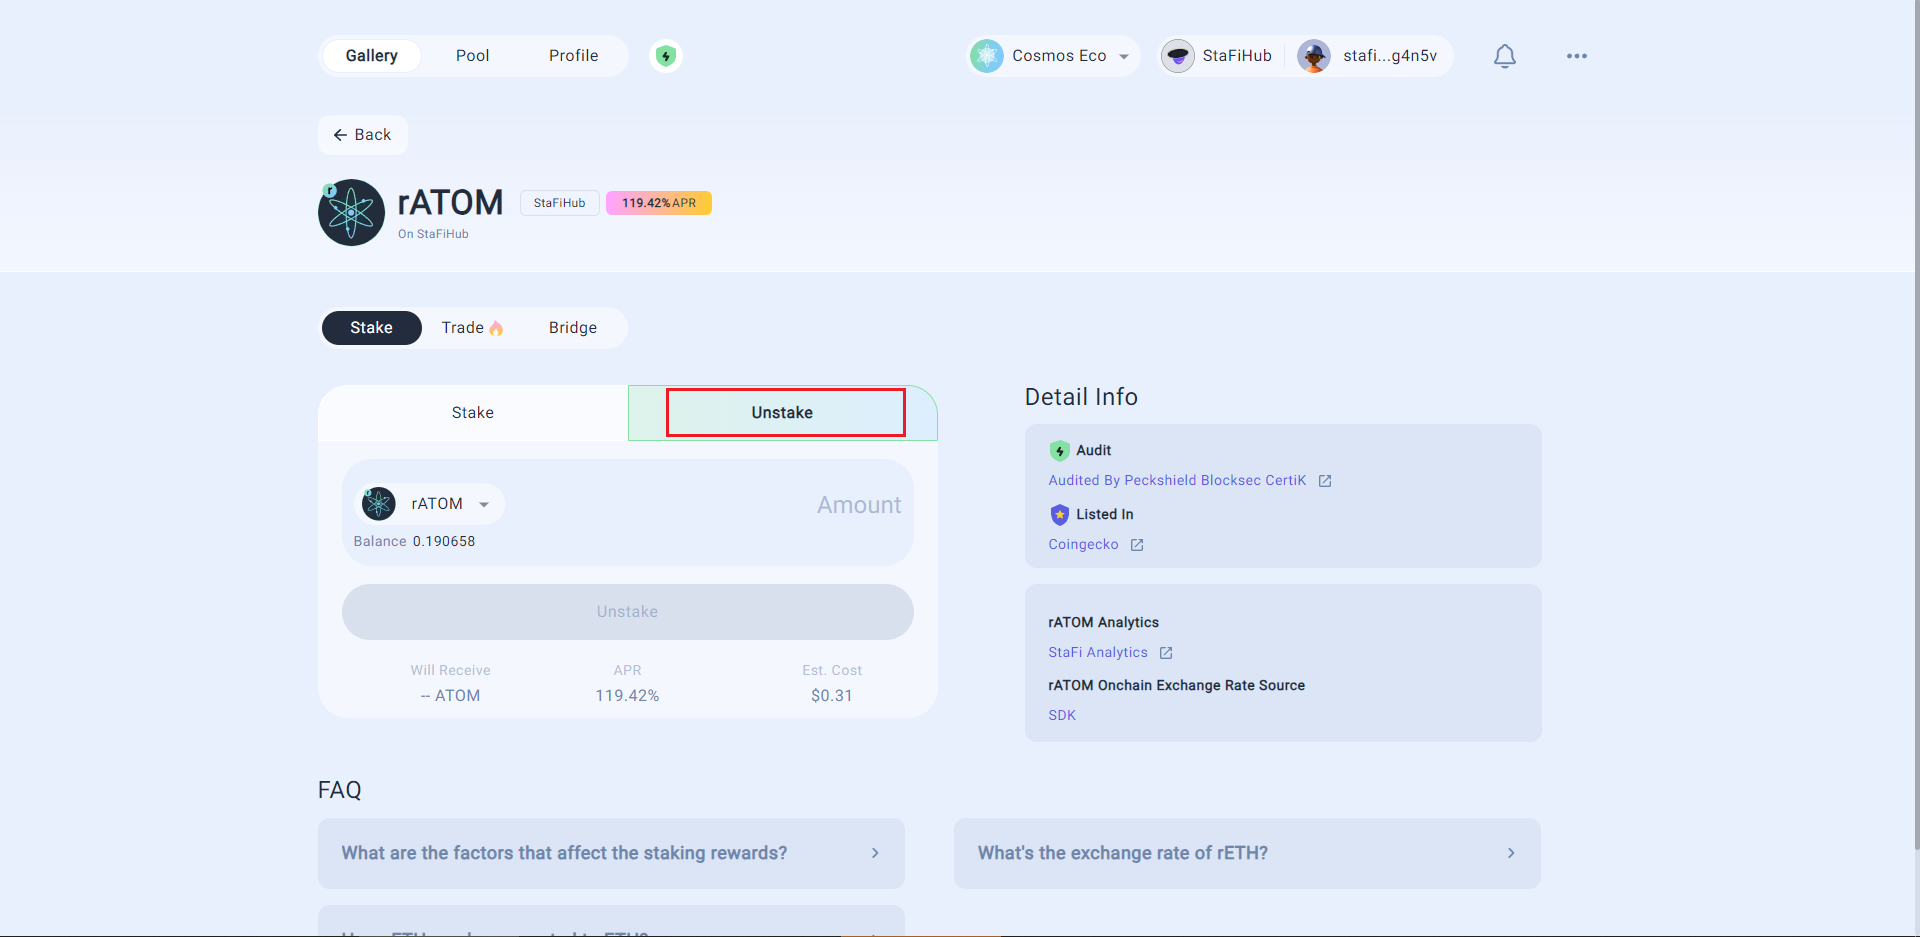 Gallery Pool Profile Cosmos Eco StaFiHub stafi...g4n5v
Back
r
rATOM StaFiHub 119.42% APR
On StaFiHub
Stake Trade Bridge
Stake Unstake
rATOM Amount
Balance 0.190658
Unstake
Will Receive APR Est. Cost
-- ATOM 119.42% $0.31
Detail Info
Audit
Audited By Peckshield Blocksec CertiK
Listed In
Coingecko
rATOM Analytics
StaFi Analytics
rATOM Onchain Exchange Rate Source
SDK
FAQ
What are the factors that affect the staking rewards? What's the exchange rate of rETH?